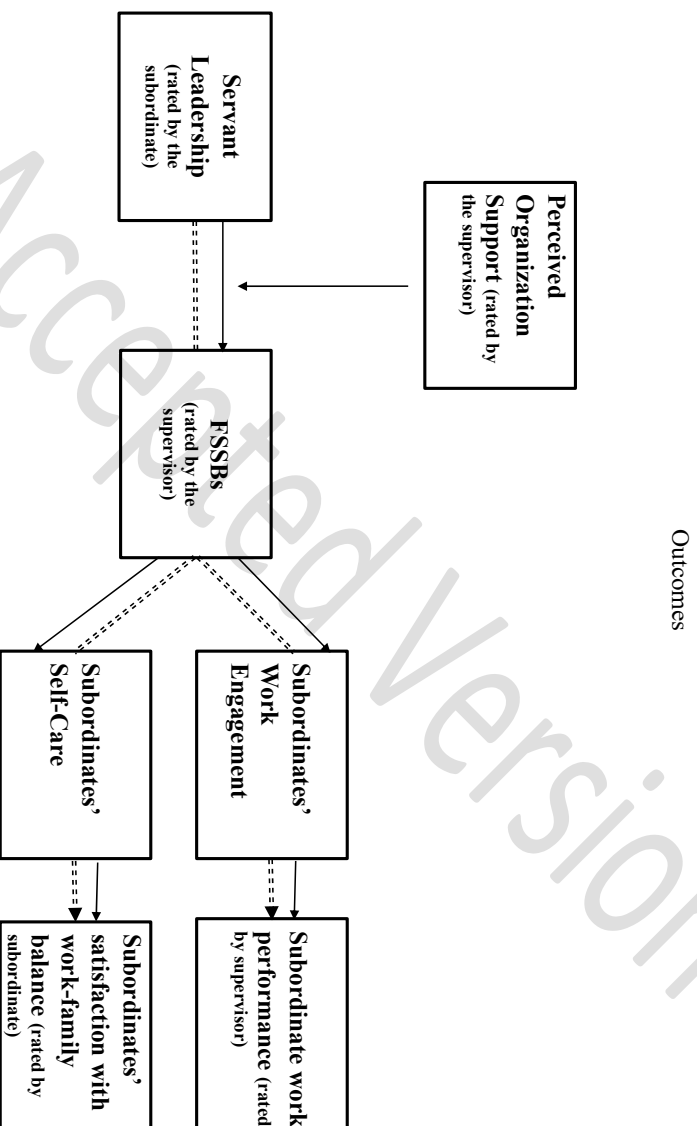 Outcomes
Perceived
Organization
Support (rated by
the supervisor)
Servant
Leadership
(rated by the
subordinate)
FSSBs
(rated by the
supervisor)
Subordinates'
Work
Engagement
Subordinate work
performance (rated
by supervisor)
Subordinates'
Self-Care
Subordinates'
satisfaction with
work-family
balance (rated by
subordinate)
Accepted Version